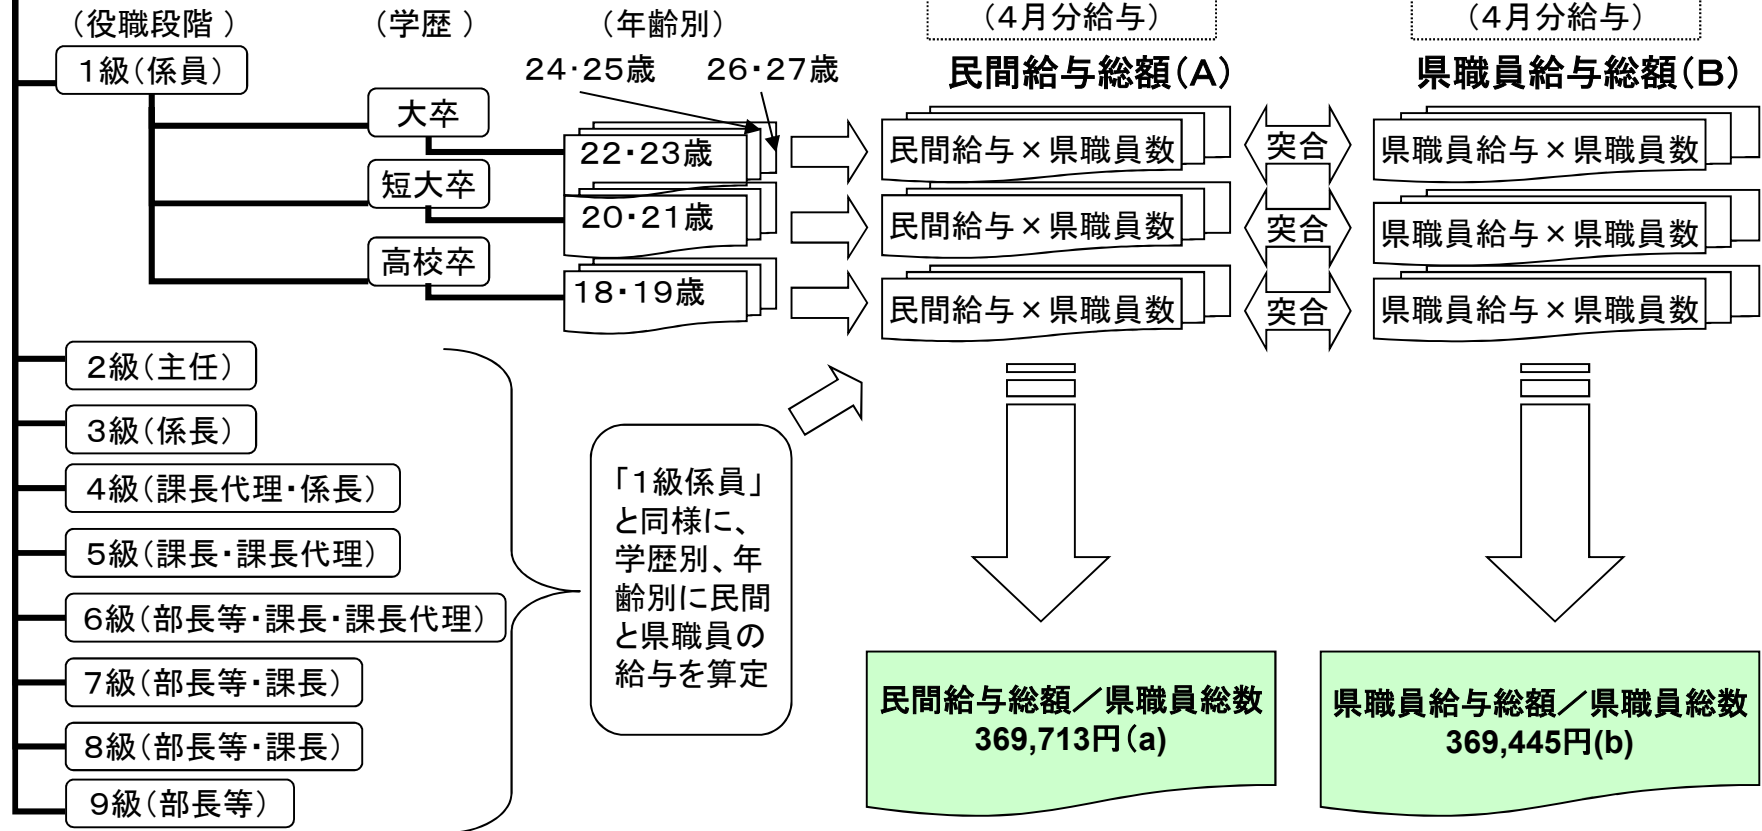 （役職段階 ）
（学歴 ）
（年齢別）
（４月分給与）
（４月分給与）
１級（係員）
24・25歳
26・27歳
民間給与総額（A）
県職員給与総額（B）
大卒
22・23歳
民間給与×県職員数
突合
県職員給与×県職員数
短大卒
20・21歳
民間給与×県職員数
突合
県職員給与×県職員数
高校卒
18・19歳
民間給与×県職員数
突合
県職員給与×県職員数
２級（主任）
３級（係長）
４級（課長代理・係長）
５級（課長・課長代理）
６級（部長等・課長・課長代理）
７級（部長等・課長）
８級（部長等・課長）
９級（部長等）
「１級係員」
と同様に、
学歴別、年
齢別に民間
と県職員の
給与を算定
民間給与総額／県職員総数
369,713円（a)
県職員給与総額／県職員総数
369,445円(b)